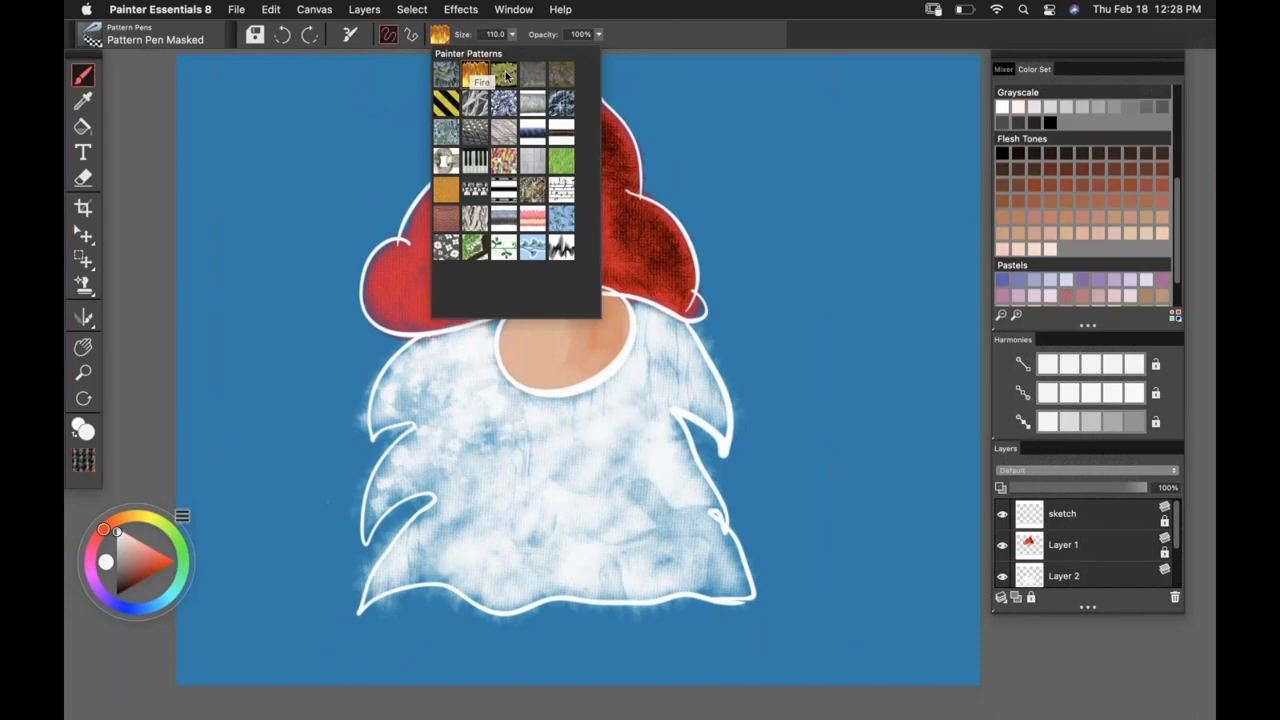 Painter Essentials 8 File Edit Canvas Layers Select Effects Window Help Thu Feb 18 12:28 PM
Pattern Pens
Pattern Pen Masked
Size: 110.0 Opacity: 100%
Painter Patterns
Fire
Mixer Color Set
Grayscale
Flesh Tones
Pastels
Harmonies
Layers
Default
100%
sketch
Layer 1
Layer 2